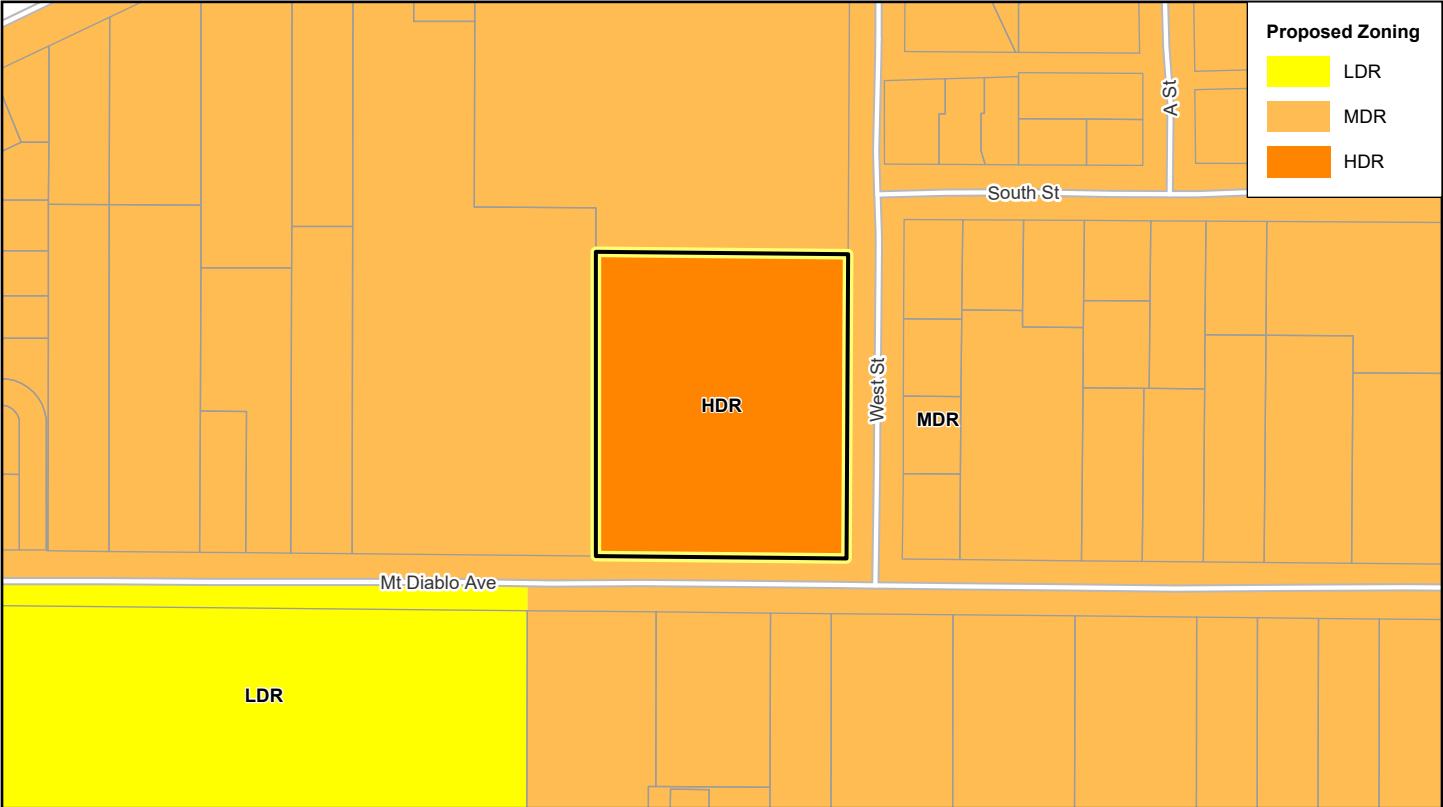 Proposed Zoning
LDR
MDR
HDR
A St
South St
West St
HDR
MDR
Mt Diablo Ave
LDR